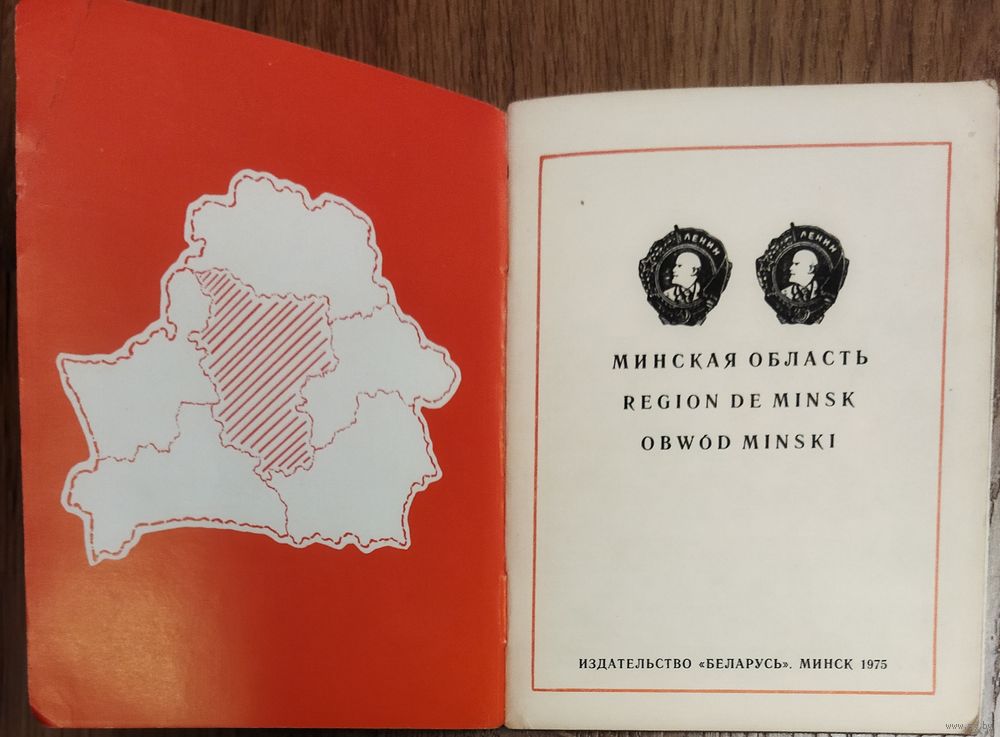 ЛЕНИН ЛЕНИН
МИНСКАЯ ОБЛАСТЬ
REGION DE MINSK
OBWÓD MINSKI
ИЗДАТЕЛЬСТВО «БЕЛАРУСЬ». МИНСК 1975